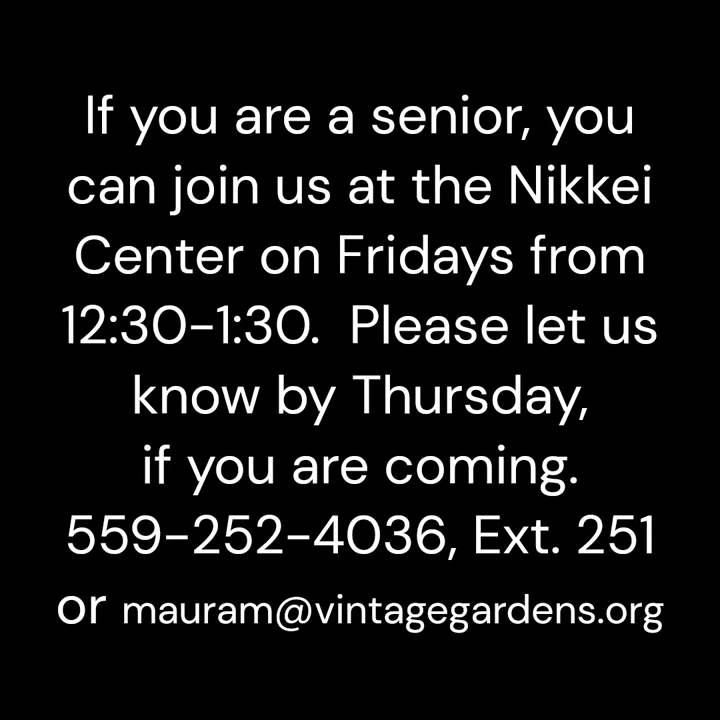 If you are a senior, you
can join us at the Nikkei
Center on Fridays from
12:30-1:30.  Please let us
know by Thursday,
if you are coming.
559-252-4036, Ext. 251
or mauram@vintagegardens.org